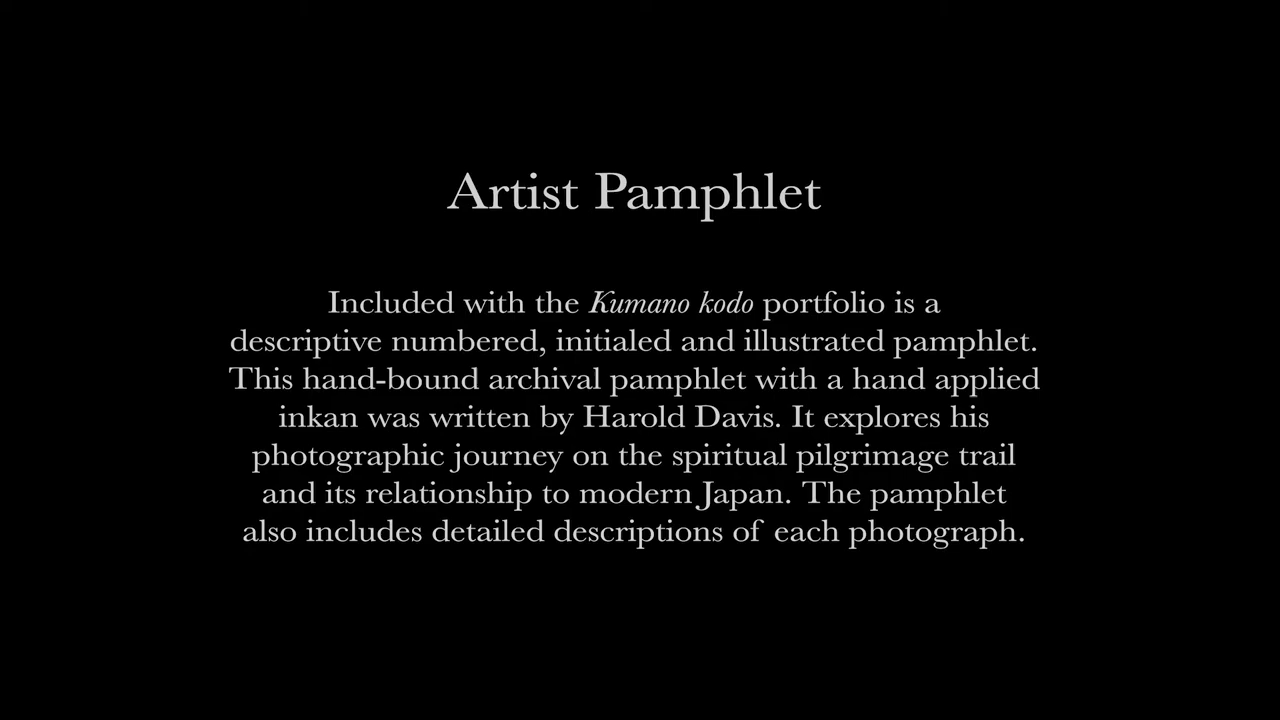 Artist Pamphlet
Included with the Kumano kodo portfolio is a
descriptive numbered, initialed and illustrated pamphlet.
This hand-bound archival pamphlet with a hand applied
inkan was written by Harold Davis. It explores his
photographic journey on the spiritual pilgrimage trail
and its relationship to modern Japan. The pamphlet
also includes detailed descriptions of each photograph.